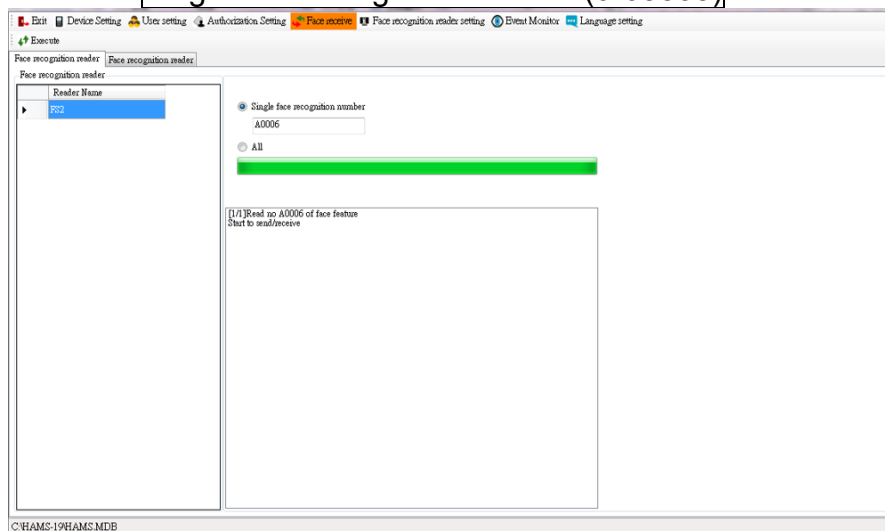 Exit Device Setting User setting Authorization Setting Face receive Face recognition reader setting Event Monitor Language setting
Execute
Face recognition reader Face recognition reader
Face recognition reader
Reader Name
FS2
Single face recognition number
A0006
All
[1/1]Read no A0006 of face feature
Start to send/receive
C:\HAMS-19\HAMS.MDB